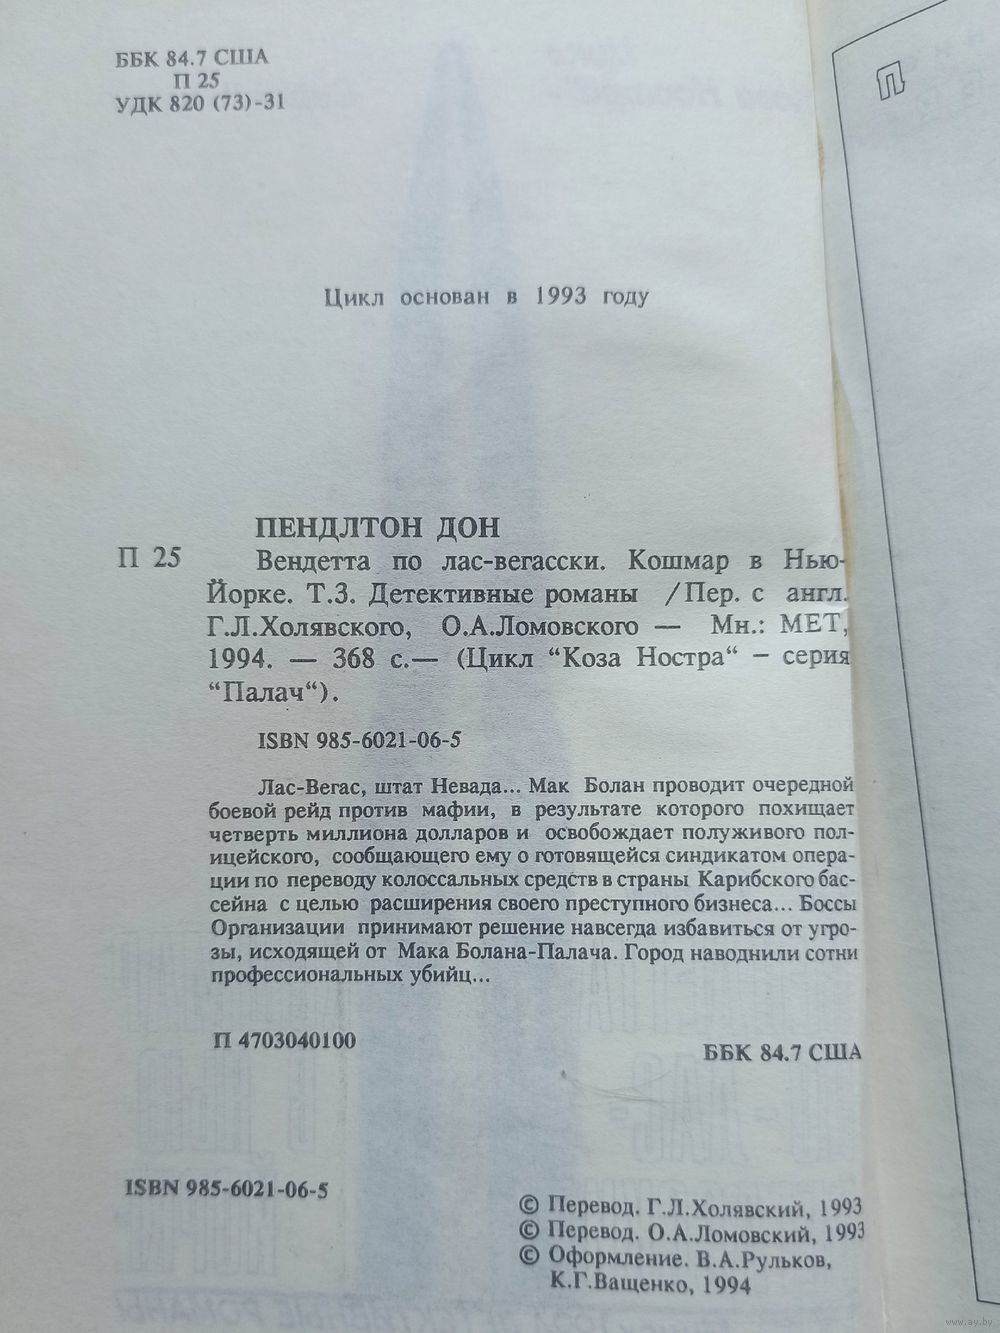 ББК 84.7 США
П 25
УДК 820 (73)-31
Цикл основан в 1993 году
ПЕНДЛТОН ДОН
П 25
Вендетта по лас-вегасски. Кошмар в Нью-
Йорке. Т.3. Детективные романы /Пер. с англ.
Г.Л.Холявского, О.А.Ломовского — Мн.: МЕТ,
1994. — 368 с.— (Цикл “Коза Ностра“ – серия
“Палач“).
ISBN 985-6021-06-5
Лас-Вегас, штат Невада... Мак Болан проводит очередной
боевой рейд против мафии, в результате которого похищает
четверть миллиона долларов и освобождает полуживого пол-
ицейского, сообщающего ему о готовящейся синдикатом опера-
ции по переводу колоссальных средств в страны Карибского бас-
сейна с целью расширения своего преступного бизнеса... Боссы
Организации принимают решение навсегда избавиться от угро-
зы, исходящей от Мака Болана-Палача. Город наводнили сотни
профессиональных убийц...
П 4703040100
ББК 84.7 США
ISBN 985-6021-06-5
© Перевод. Г.Л.Холявский, 1993
© Перевод. О.А.Ломовский, 1993
© Оформление. В.А.Рульков,
К.Г.Ващенко, 1994
П
www.ay.by